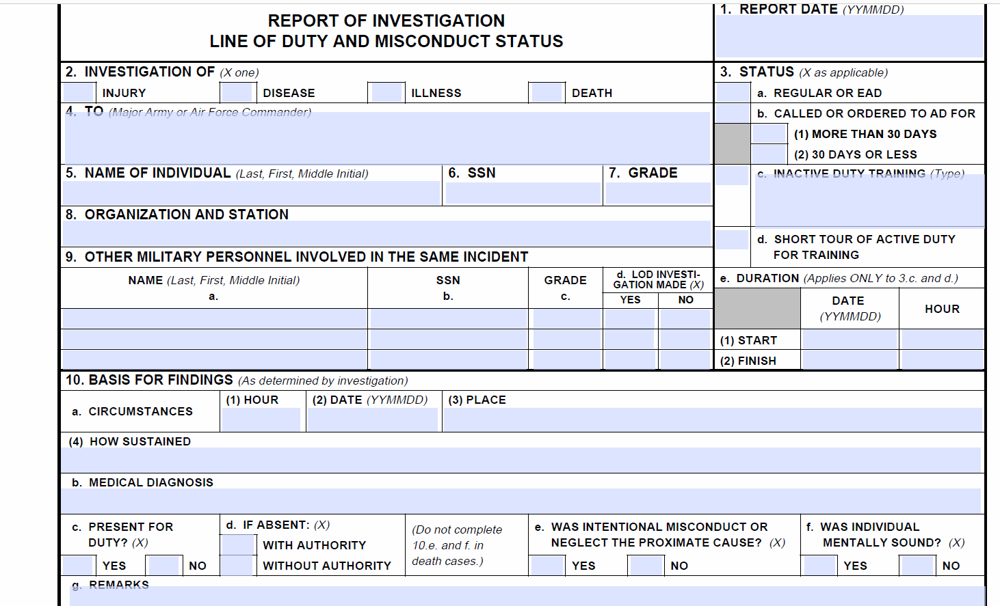 REPORT OF INVESTIGATION
LINE OF DUTY AND MISCONDUCT STATUS
1. REPORT DATE (YYMMDD)
2. INVESTIGATION OF (X one)
INJURY
DISEASE
ILLNESS
DEATH
3. STATUS (X as applicable)
a. REGULAR OR EAD
b. CALLED OR ORDERED TO AD FOR
(1) MORE THAN 30 DAYS
(2) 30 DAYS OR LESS
4. TO (Major Army or Air Force Commander)
5. NAME OF INDIVIDUAL (Last, First, Middle Initial)
6. SSN
7. GRADE
c. INACTIVE DUTY TRAINING (Type)
8. ORGANIZATION AND STATION
d. SHORT TOUR OF ACTIVE DUTY
FOR TRAINING
9. OTHER MILITARY PERSONNEL INVOLVED IN THE SAME INCIDENT
NAME (Last, First, Middle Initial)
a.
SSN
b.
GRADE
c.
d. LOD INVESTI-
GATION MADE (X)
YES
NO
e. DURATION (Applies ONLY to 3.c. and d.)
DATE
(YYMMDD)
HOUR
(1) START
(2) FINISH
10. BASIS FOR FINDINGS (As determined by investigation)
a. CIRCUMSTANCES
(1) HOUR
(2) DATE (YYMMDD)
(3) PLACE
(4) HOW SUSTAINED
b. MEDICAL DIAGNOSIS
c. PRESENT FOR
DUTY? (X)
YES
NO
d. IF ABSENT: (X)
WITH AUTHORITY
WITHOUT AUTHORITY
(Do not complete
10.e. and f. in
death cases.)
e. WAS INTENTIONAL MISCONDUCT OR
NEGLECT THE PROXIMATE CAUSE? (X)
YES
NO
f. WAS INDIVIDUAL
MENTALLY SOUND? (X)
YES
NO
g. REMARKS